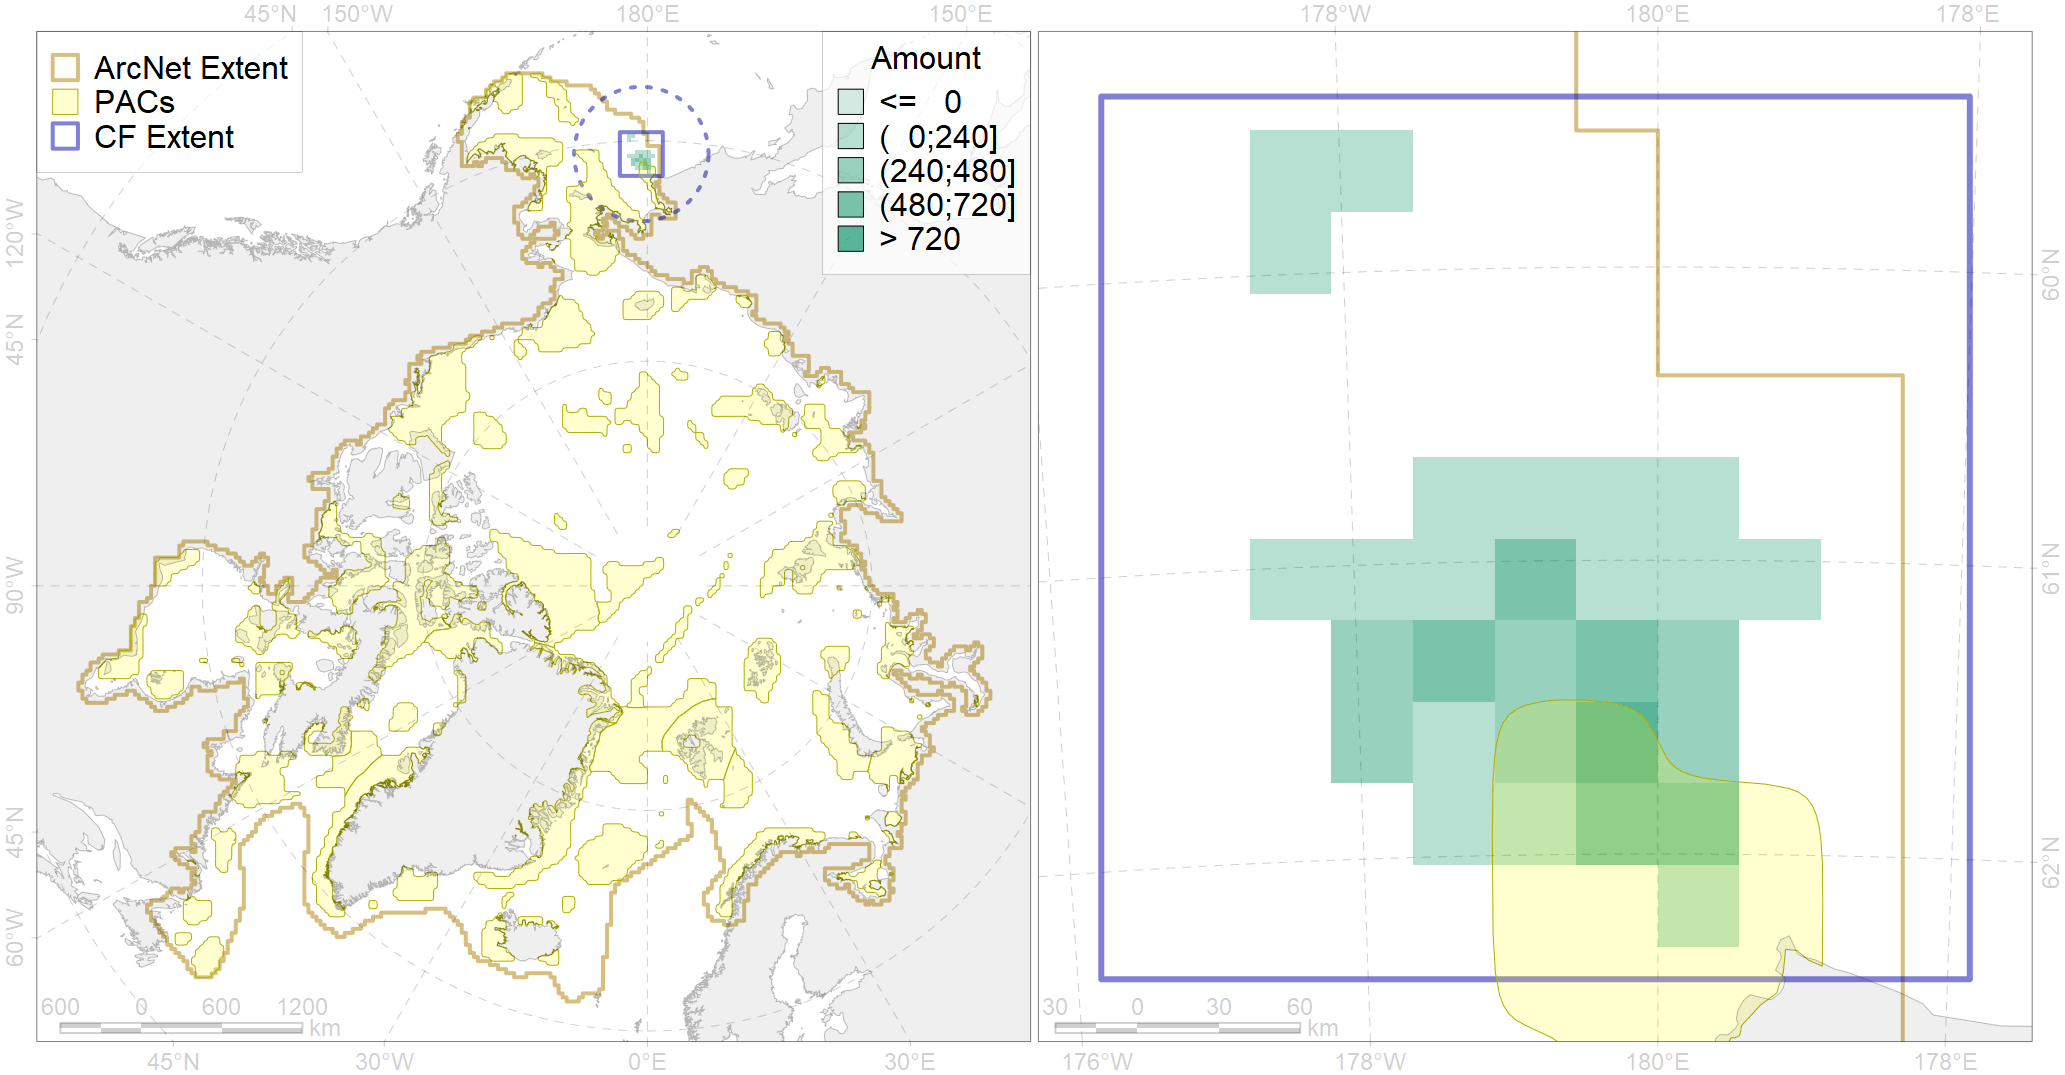 45°N 150°W 180°E 150°E 178°W 180°E 178°E
ArcNet Extent
PACs
CF Extent
Amount
<= 0
( 0;240]
(240;480]
(480;720]
> 720
120°W
45°N
90°W
45°N
60°W
60°N
61°N
62°N
600 0 600 1200
km
30 0 30 60
km
45°N 30°W 0°E 30°E 176°W 178°W 180°E 178°E